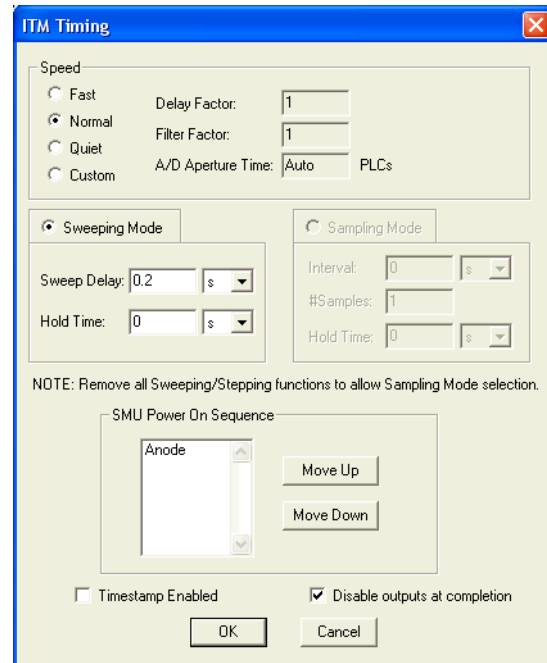 ITM Timing
Speed
Fast
Normal
Quiet
Custom
Delay Factor: 1
Filter Factor: 1
A/D Aperture Time: Auto PLCs
Sweeping Mode
Sweep Delay: 0.2 s
Hold Time: 0 s
Sampling Mode
Interval: 0 s
#Samples: 1
Hold Time: 0 s
NOTE: Remove all Sweeping/Stepping functions to allow Sampling Mode selection.
SMU Power On Sequence
Anode
Move Up
Move Down
Timestamp Enabled
Disable outputs at completion
OK
Cancel